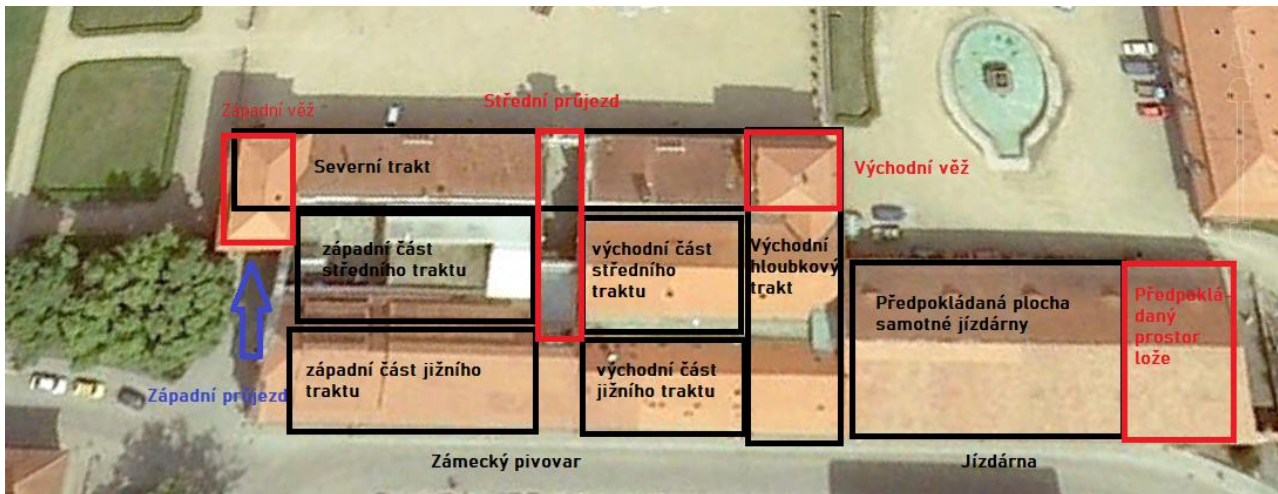 Západní věž
Střední průjezd
Severní trakt
Východní věž
západní část
středního traktu
východní část
středního
traktu
Východní
hloubkový
trakt
Předpokládaná plocha
samotné jízdárny
Předpoklá-
daný
prostor
lože
západní část jižního
traktu
východní část
jižního traktu
Západní průjezd
Zámecký pivovar
Jízdárna